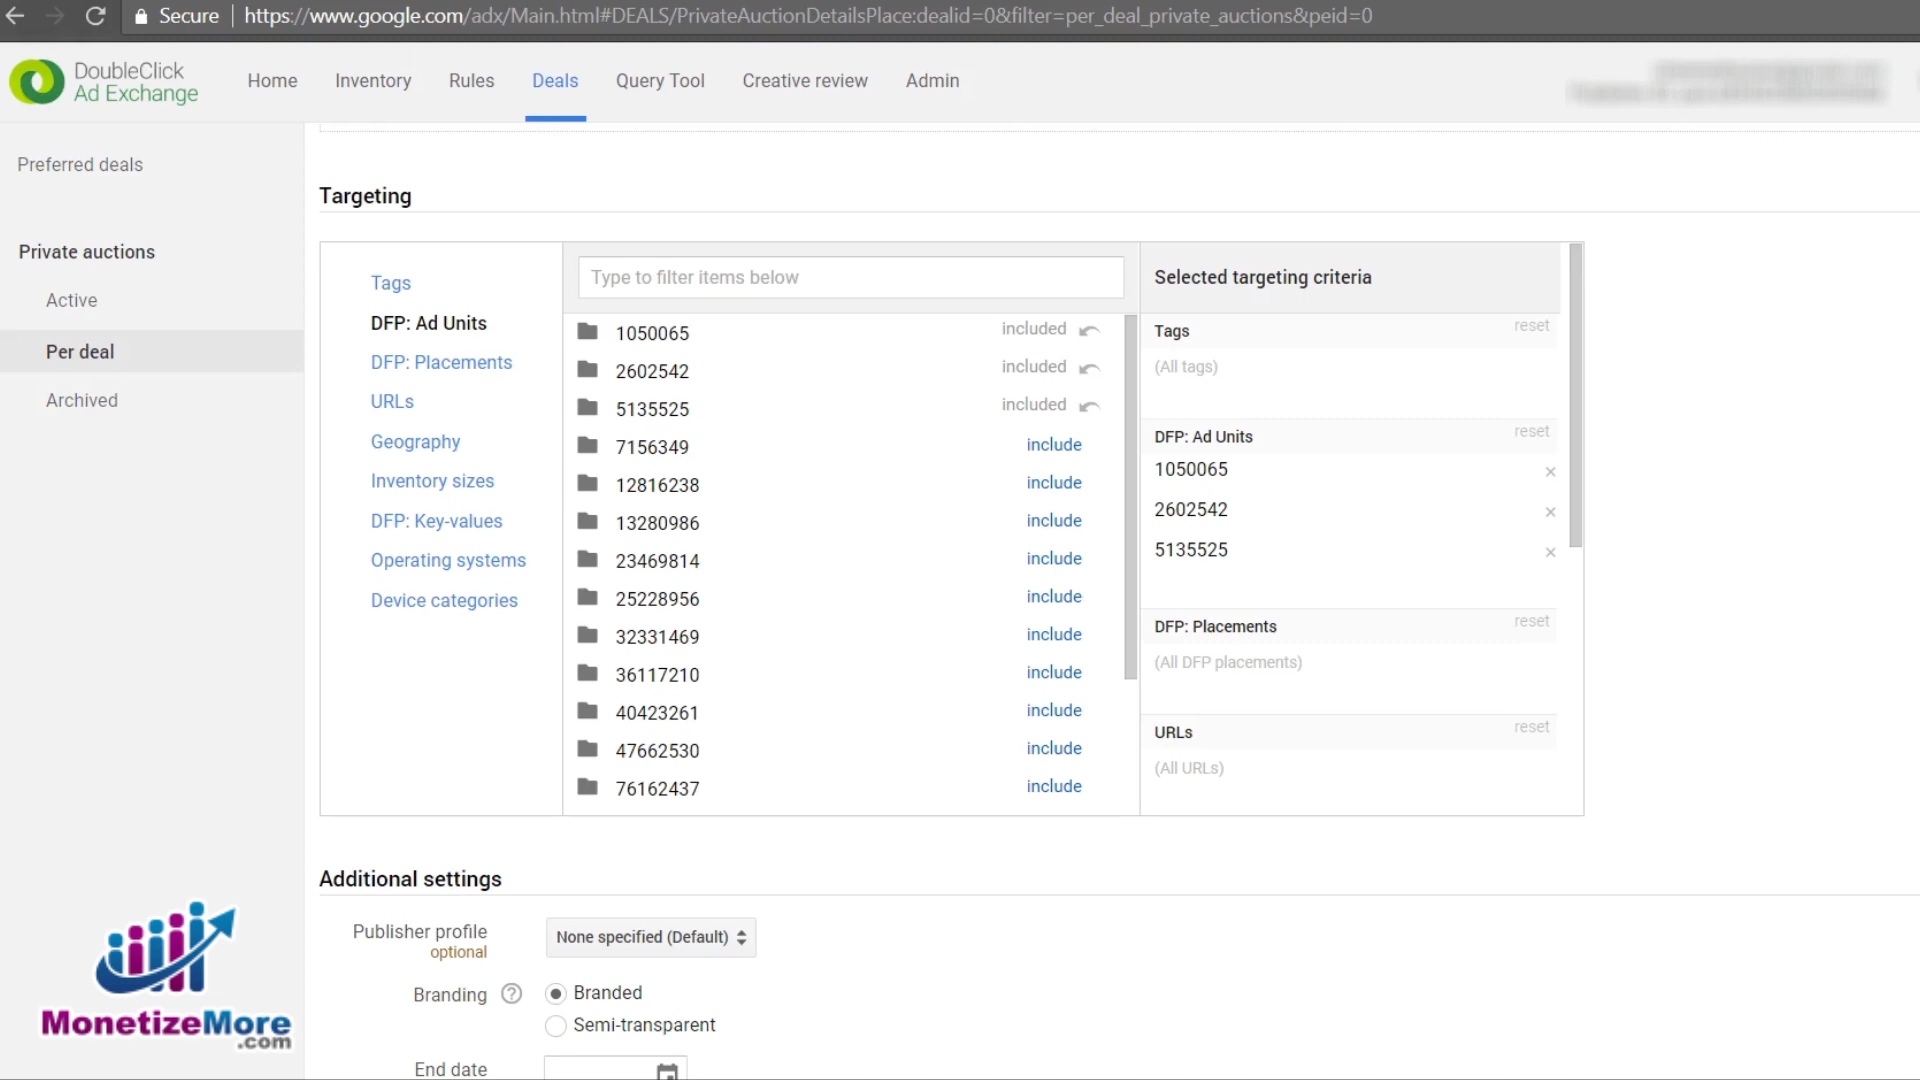 Secure
https://www.google.com/adx/Main.html#DEALS/PrivateAuctionDetailsPlace:dealid=0&filter=per_deal_private_auctions&peid=0
DoubleClick
Ad Exchange
Home
Inventory
Rules
Deals
Query Tool
Creative review
Admin
Preferred deals
Private auctions
Active
Per deal
Archived
Targeting
Tags
DFP: Ad Units
DFP: Placements
URLs
Geography
Inventory sizes
DFP: Key-values
Operating systems
Device categories
Type to filter items below
1050065 included
2602542 included
5135525 included
7156349 include
12816238 include
13280986 include
23469814 include
25228956 include
32331469 include
36117210 include
40423261 include
47662530 include
76162437 include
Selected targeting criteria
Tags reset
(All tags)
DFP: Ad Units reset
1050065
2602542
5135525
DFP: Placements reset
(All DFP placements)
URLs reset
(All URLs)
Additional settings
Publisher profile
optional
None specified (Default)
Branding
Branded
Semi-transparent
End date
MonetizeMore
.com